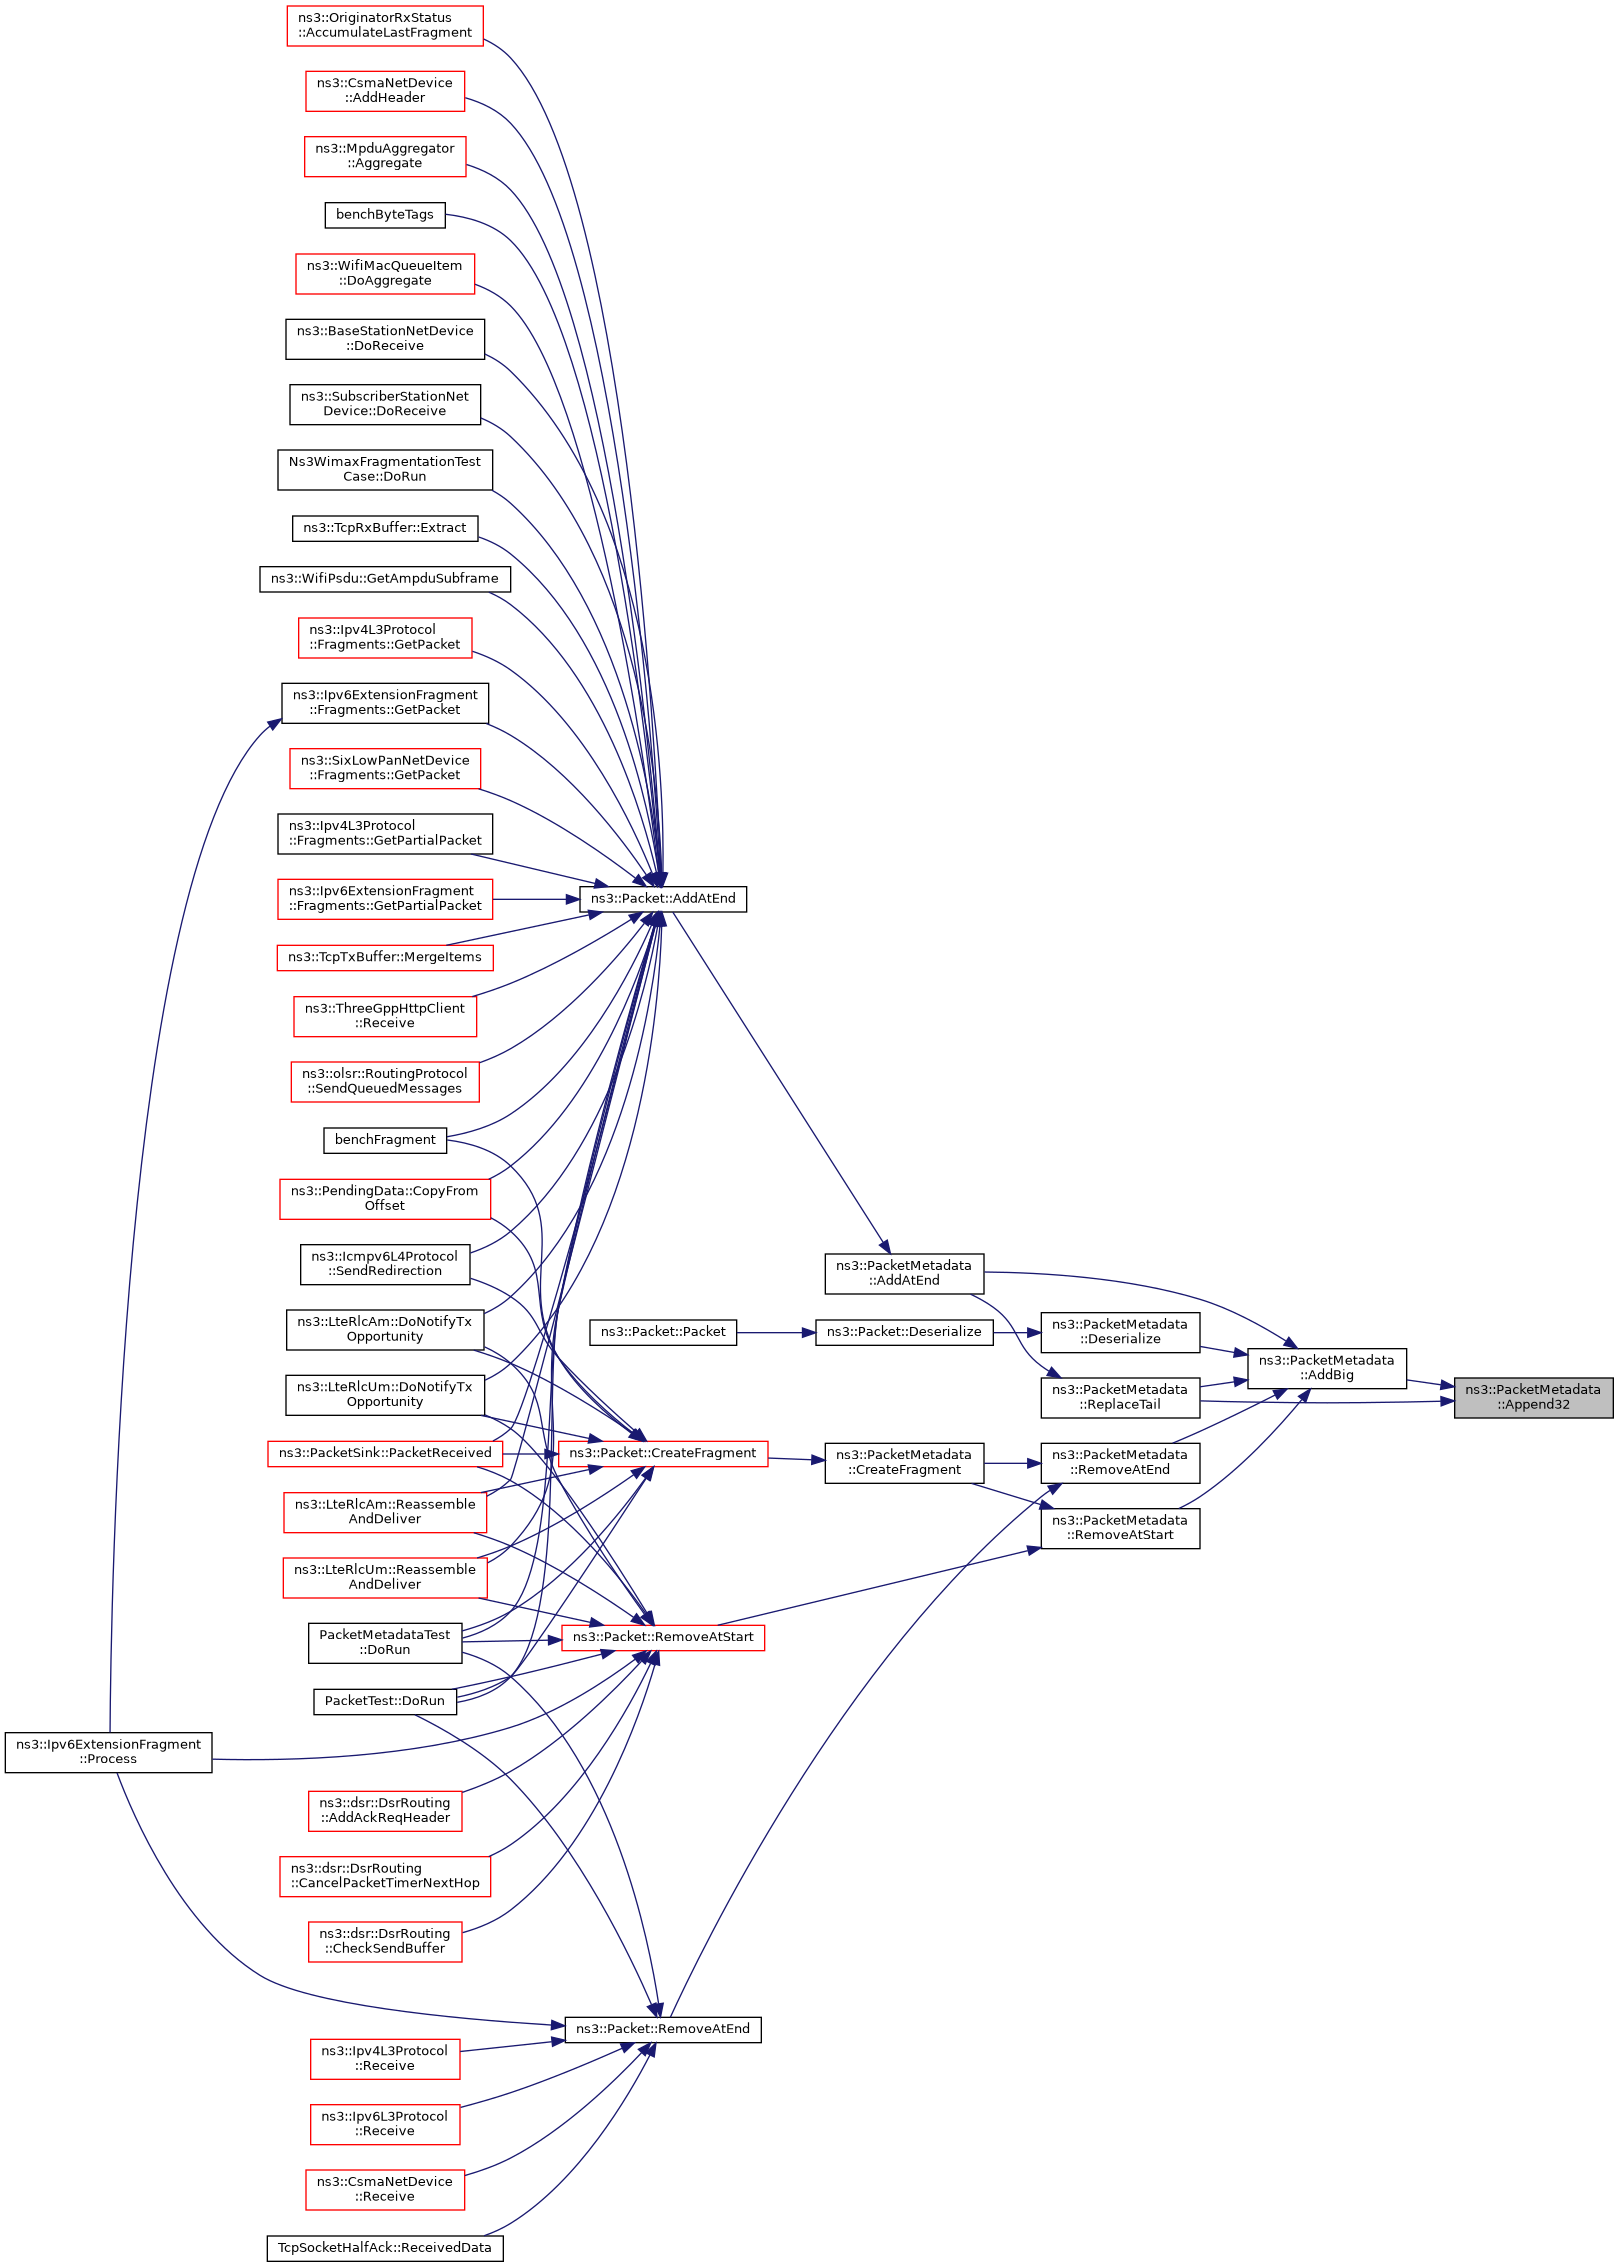 ns3::OriginatorRxStatus
::AccumulateLastFragment
ns3::CsmaNetDevice
::AddHeader
ns3::MpduAggregator
::Aggregate
benchByteTags
ns3::WifiMacQueueItem
::DoAggregate
ns3::BaseStationNetDevice
::DoReceive
ns3::SubscriberStationNet
Device::DoReceive
Ns3WimaxFragmentationTest
Case::DoRun
ns3::TcpRxBuffer::Extract
ns3::WifiPsdu::GetAmpduSubframe
ns3::Ipv4L3Protocol
::Fragments::GetPacket
ns3::Ipv6ExtensionFragment
::Fragments::GetPacket
ns3::SixLowPanNetDevice
::Fragments::GetPacket
ns3::Ipv4L3Protocol
::Fragments::GetPartialPacket
ns3::Ipv6ExtensionFragment
::Fragments::GetPartialPacket
ns3::Packet::AddAtEnd
ns3::TcpTxBuffer::MergeItems
ns3::ThreeGppHttpClient
::Receive
ns3::olsr::RoutingProtocol
::SendQueuedMessages
benchFragment
ns3::PendingData::CopyFrom
Offset
ns3::Icmpv6L4Protocol
::SendRedirection
ns3::PacketMetadata
::AddAtEnd
ns3::LteRlcAm::DoNotifyTx
Opportunity
ns3::Packet::Packet
ns3::Packet::Deserialize
ns3::PacketMetadata
::Deserialize
ns3::PacketMetadata
::AddBig
ns3::LteRlcUm::DoNotifyTx
Opportunity
ns3::PacketMetadata
::ReplaceTail
ns3::PacketMetadata
::Append32
ns3::PacketSink::PacketReceived
ns3::Packet::CreateFragment
ns3::PacketMetadata
::CreateFragment
ns3::PacketMetadata
::RemoveAtEnd
ns3::LteRlcAm::Reassemble
AndDeliver
ns3::PacketMetadata
::RemoveAtStart
ns3::LteRlcUm::Reassemble
AndDeliver
PacketMetadataTest
::DoRun
ns3::Packet::RemoveAtStart
PacketTest::DoRun
ns3::Ipv6ExtensionFragment
::Process
ns3::dsr::DsrRouting
::AddAckReqHeader
ns3::dsr::DsrRouting
::CancelPacketTimerNextHop
ns3::dsr::DsrRouting
::CheckSendBuffer
ns3::Packet::RemoveAtEnd
ns3::Ipv4L3Protocol
::Receive
ns3::Ipv6L3Protocol
::Receive
ns3::CsmaNetDevice
::Receive
TcpSocketHalfAck::ReceivedData